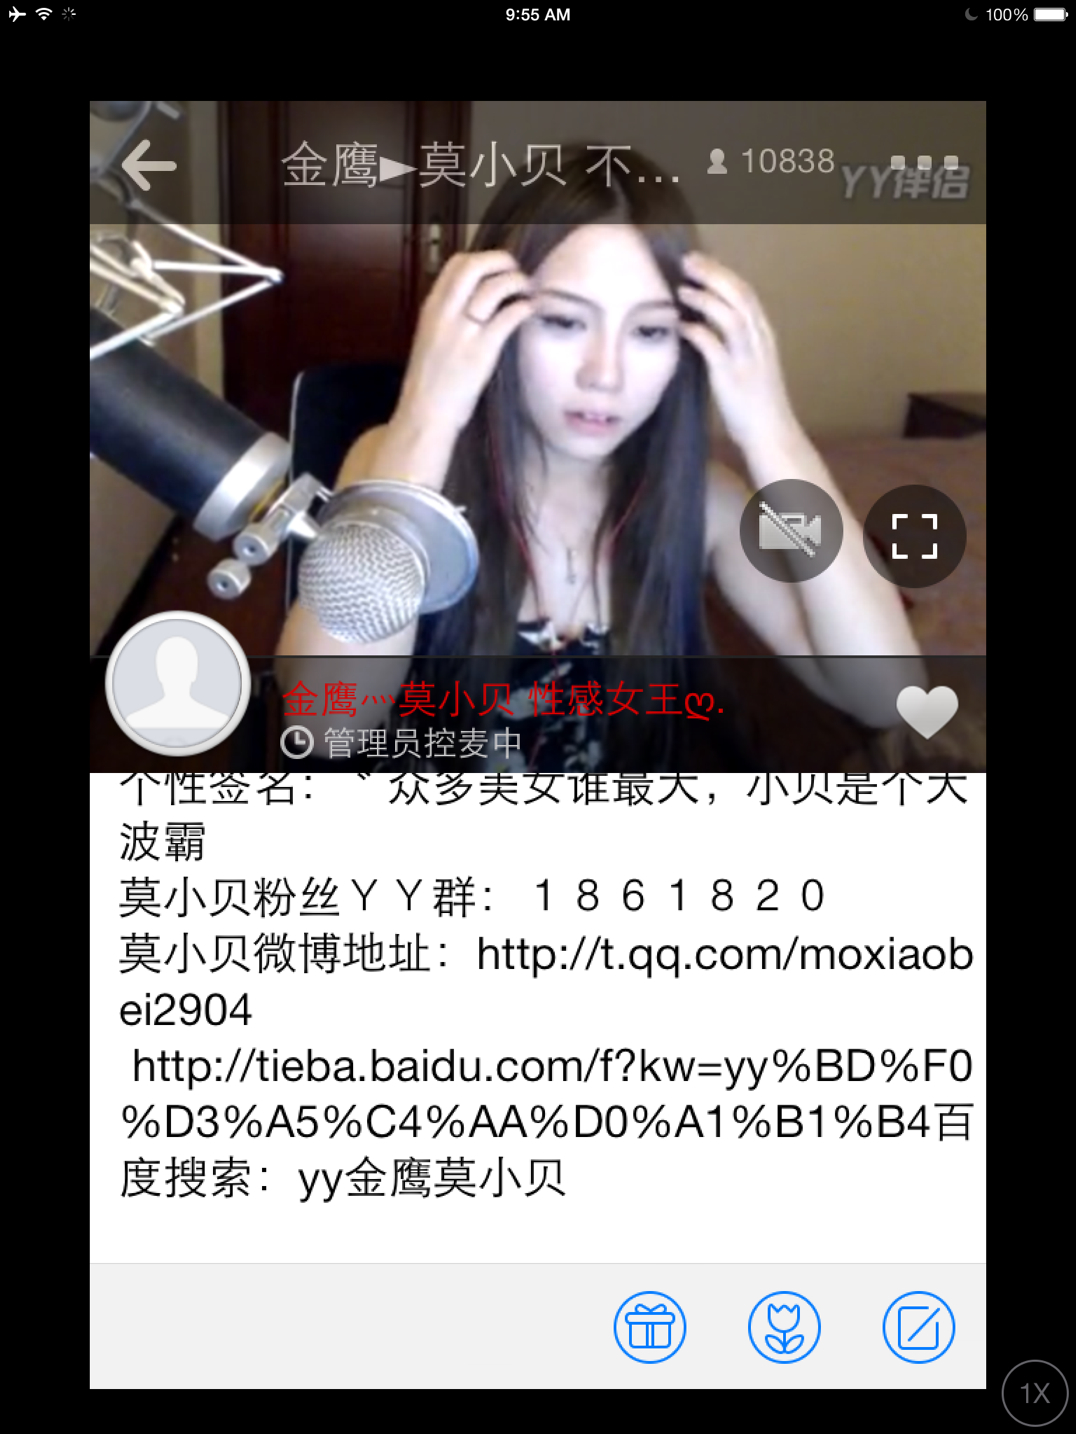 9:55 AM
100%
金鹰►莫小贝 不...
10838
YY伴侣
金鹰灬莫小贝 性感女王ღ.
管理员控麦中
个性签名：〝 众多美女谁最大，小贝是个大
波霸
莫小贝粉丝ＹＹ群： １８６１８２０
莫小贝微博地址：http://t.qq.com/moxiaob
ei2904
http://tieba.baidu.com/f?kw=yy%BD%F0
%D3%A5%C4%AA%D0%A1%B1%B4百
度搜索：yy金鹰莫小贝
1X